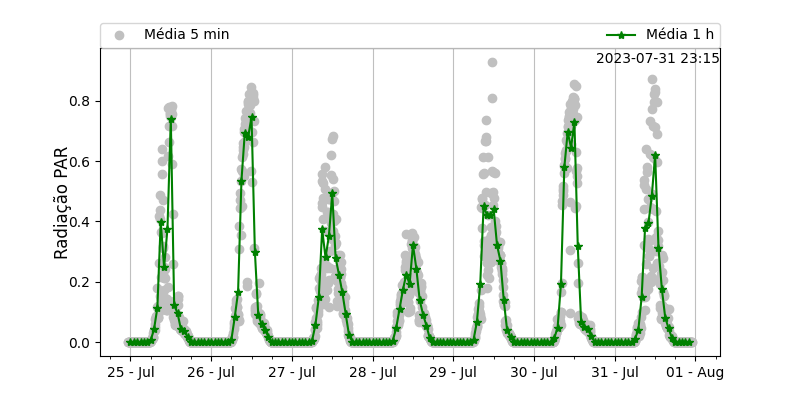 Média 5 min
Média 1 h
2023-07-31 23:15
Radiação PAR
0.8
0.6
0.4
0.2
0.0
25 - Jul
26 - Jul
27 - Jul
28 - Jul
29 - Jul
30 - Jul
31 - Jul
01 - Aug